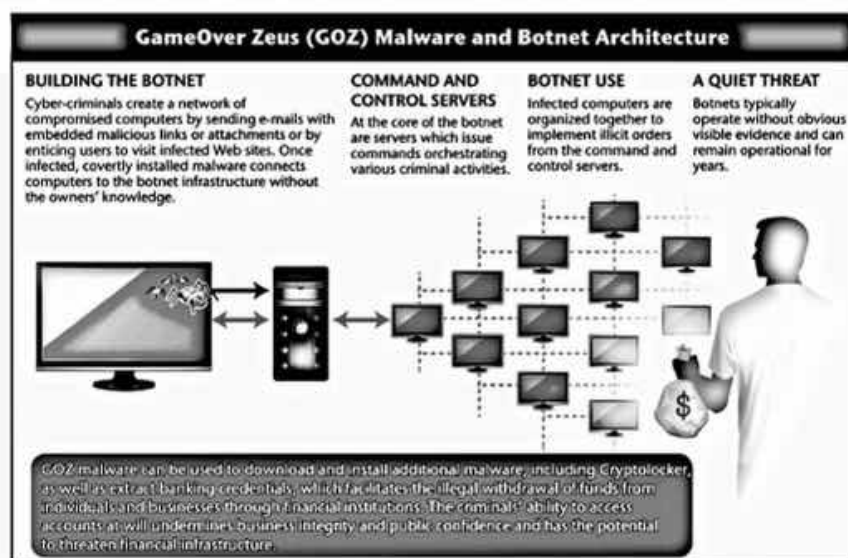 GameOver Zeus (GOZ) Malware and Botnet Architecture
BUILDING THE BOTNET
Cyber-criminals create a network of
compromised computers by sending e-mails with
embedded malicious links or attachments or by
enticing users to visit infected Web sites. Once
infected, covertly installed malware connects
computers to the botnet infrastructure without
the owners' knowledge.
COMMAND AND
CONTROL SERVERS
At the core of the botnet
are servers which issue
commands orchestrating
various criminal activities.
BOTNET USE
Infected computers are
organized together to
implement illicit orders
from the command and
control servers.
A QUIET THREAT
Botnets typically
operate without obvious
visible evidence and can
remain operational for
years.
$
GOZ malware can be used to download and install additional malware, including Cryptolocker,
as well as extract banking credentials, which facilitates the illegal withdrawal of funds from
individuals and businesses through financial institutions. The criminals' ability to access
accounts at will undermines business integrity and public confidence and has the potential
to threaten financial infrastructure.